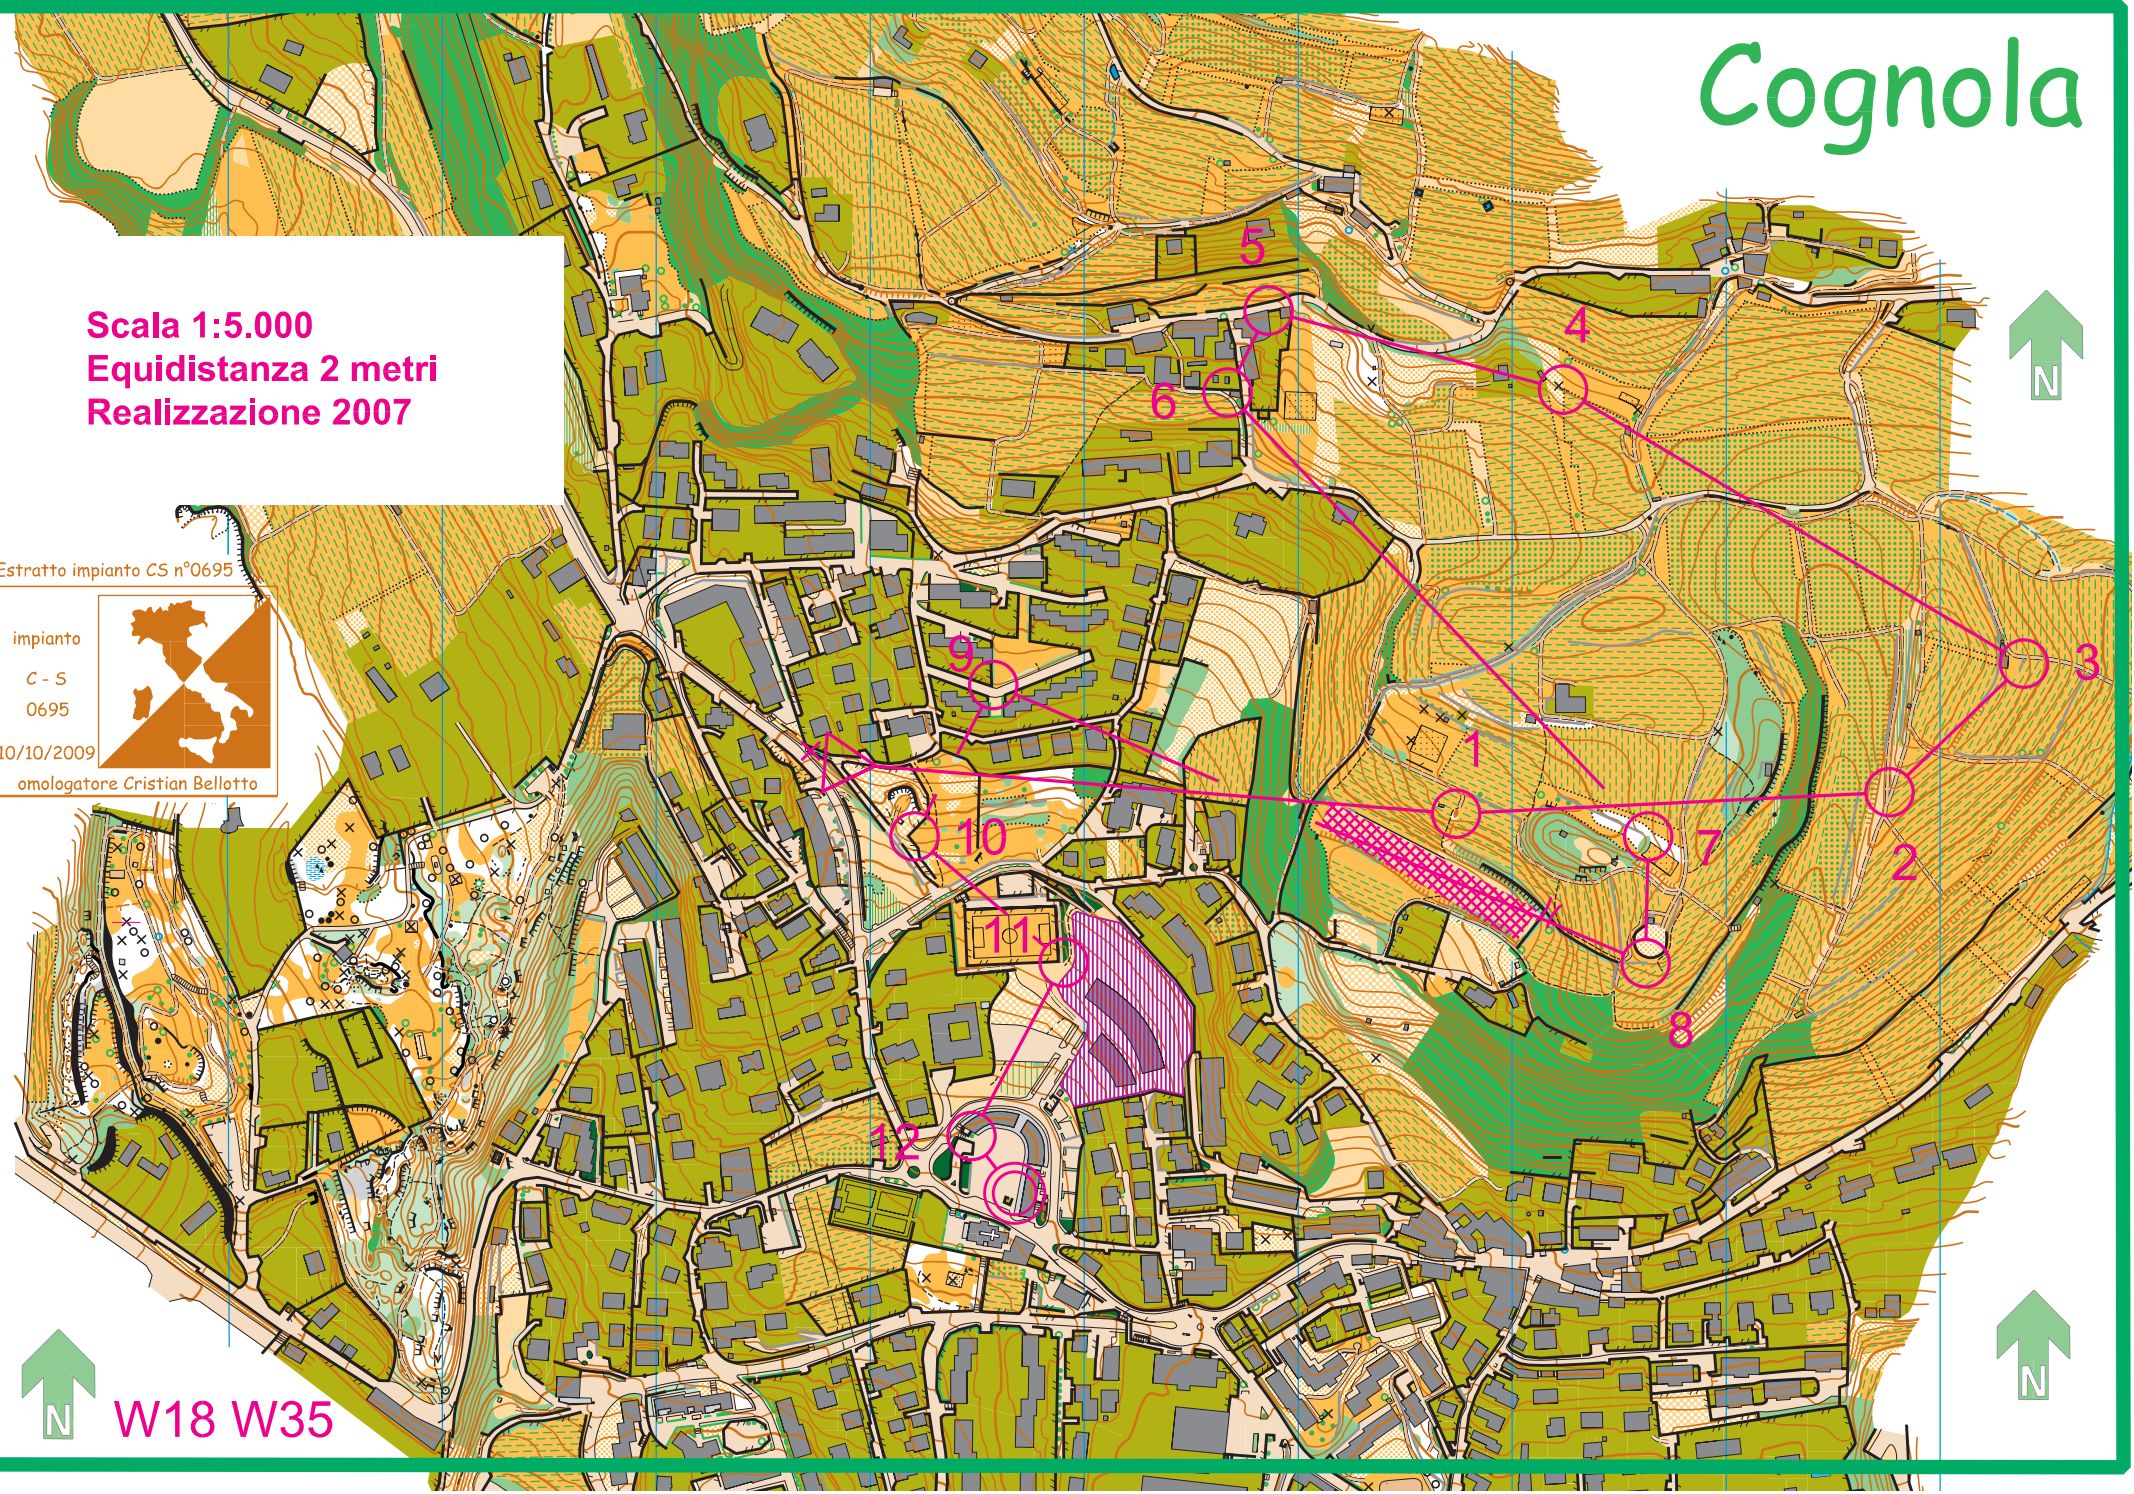 Cognola
Scala 1:5.000
Equidistanza 2 metri
Realizzazione 2007
Estratto impianto CS n°0695
impianto
C - S
0695
10/10/2009
omologatore Cristian Bellotto
5
4
6
3
9
1
7
2
10
11
8
12
N
N
N
W18 W35